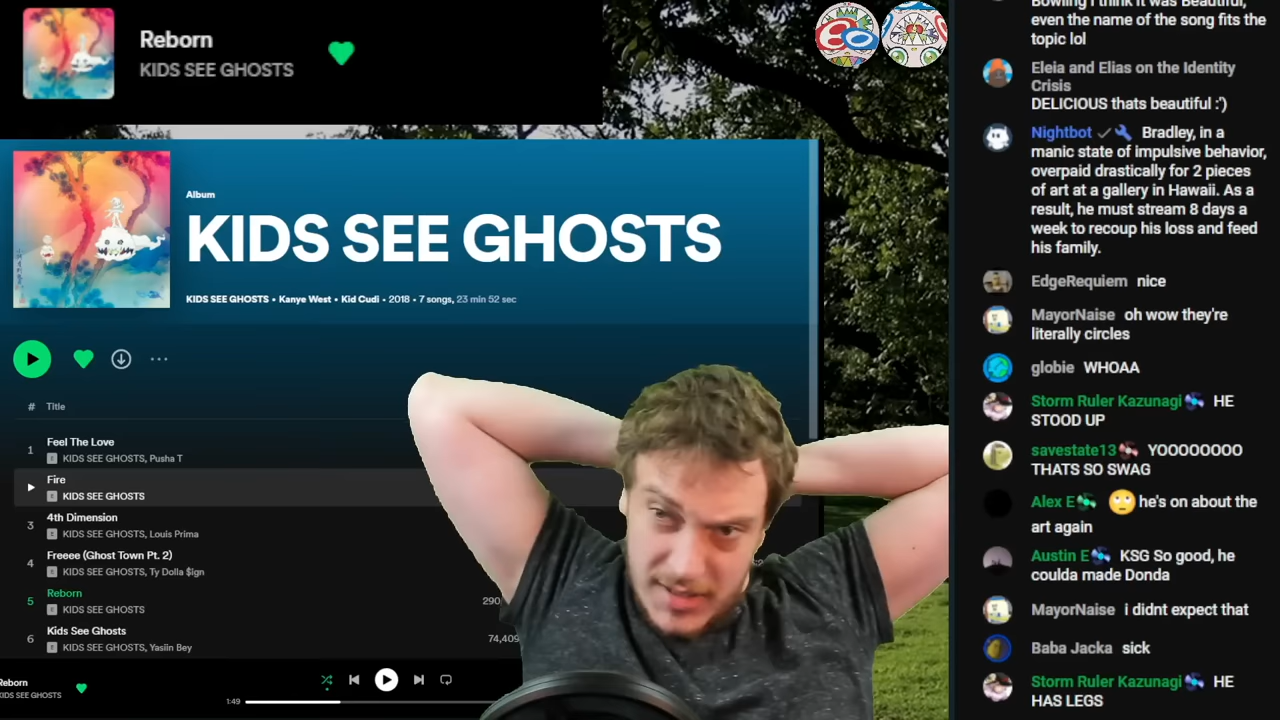 Reborn
KIDS SEE GHOSTS
Album
KIDS SEE GHOSTS
KIDS SEE GHOSTS • Kanye West • Kid Cudi • 2018 • 7 songs, 23 min 52 sec
# Title
1 Feel The Love
E KIDS SEE GHOSTS, Pusha T
Fire
E KIDS SEE GHOSTS
3 4th Dimension
E KIDS SEE GHOSTS, Louis Prima
4 Freeee (Ghost Town Pt. 2)
E KIDS SEE GHOSTS, Ty Dolla $ign
5 Reborn
E KIDS SEE GHOSTS
290,
6 Kids See Ghosts
E KIDS SEE GHOSTS, Yasiin Bey
74,409
Reborn
KIDS SEE GHOSTS
1:49
Bowling I think it was Beautiful,
even the name of the song fits the
topic lol
Eleia and Elias on the Identity
Crisis
DELICIOUS thats beautiful :')
Nightbot Bradley, in a
manic state of impulsive behavior,
overpaid drastically for 2 pieces
of art at a gallery in Hawaii. As a
result, he must stream 8 days a
week to recoup his loss and feed
his family.
EdgeRequiem nice
MayorNaise oh wow they're
literally circles
globie WHOAA
Storm Ruler Kazunagi HE
STOOD UP
savestate13 YOOOOOOOO
THATS SO SWAG
Alex E 🙄 he's on about the
art again
Austin E KSG So good, he
coulda made Donda
MayorNaise i didnt expect that
Baba Jacka sick
Storm Ruler Kazunagi HE
HAS LEGS